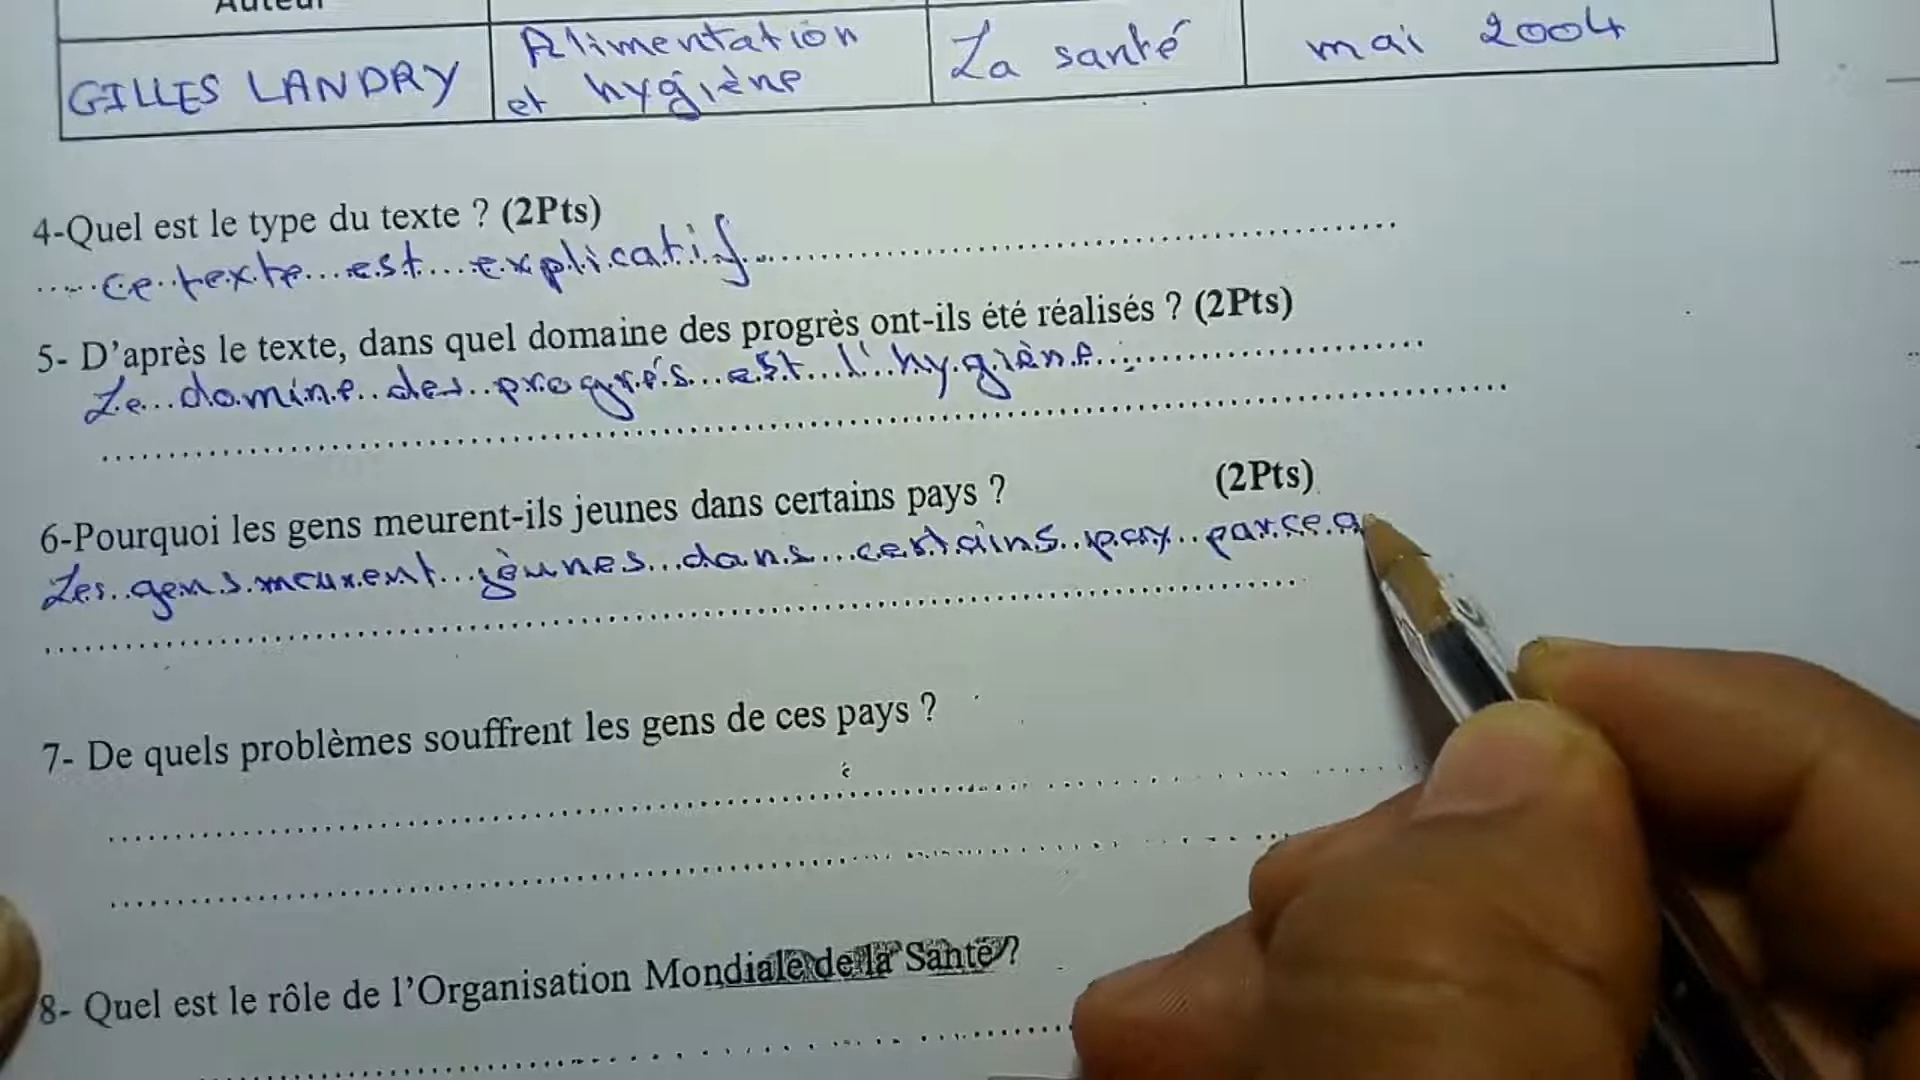 Auteur
GILLES LANDRY Alimentation et hygiène La santé mai 2004
4-Quel est le type du texte ? (2Pts)
Ce texte est explicatif
5- D'après le texte, dans quel domaine des progrès ont-ils été réalisés ? (2Pts)
Le domine des progrés est l'hygiène.
6-Pourquoi les gens meurent-ils jeunes dans certains pays ? (2Pts)
Les gens meurent jeunes dans certains pay parce q
7- De quels problèmes souffrent les gens de ces pays ?
8- Quel est le rôle de l'Organisation Mondiale de la Santé ?